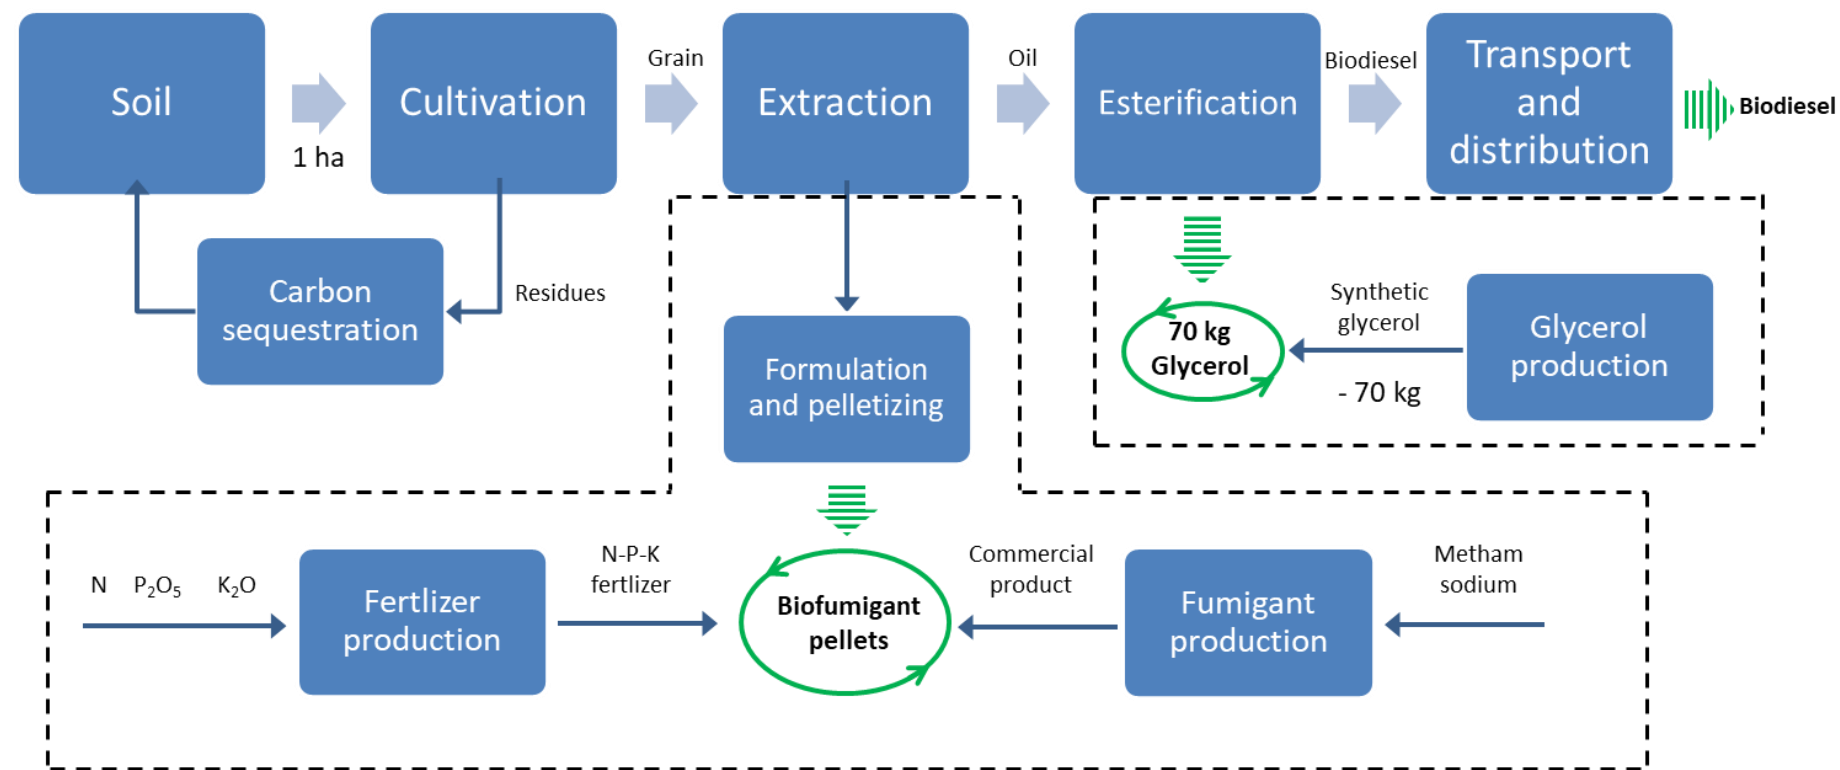 Soil
1 ha
Cultivation
Grain
Extraction
Oil
Esterification
Biodiesel
Transport
and
distribution
Biodiesel
Carbon
sequestration
Residues
Formulation
and pelletizing
70 kg
Glycerol
Synthetic
glycerol
- 70 kg
Glycerol
production
N P₂O₅ K₂O
Fertlizer
production
N-P-K
fertlizer
Biofumigant
pellets
Commercial
product
Fumigant
production
Metham
sodium